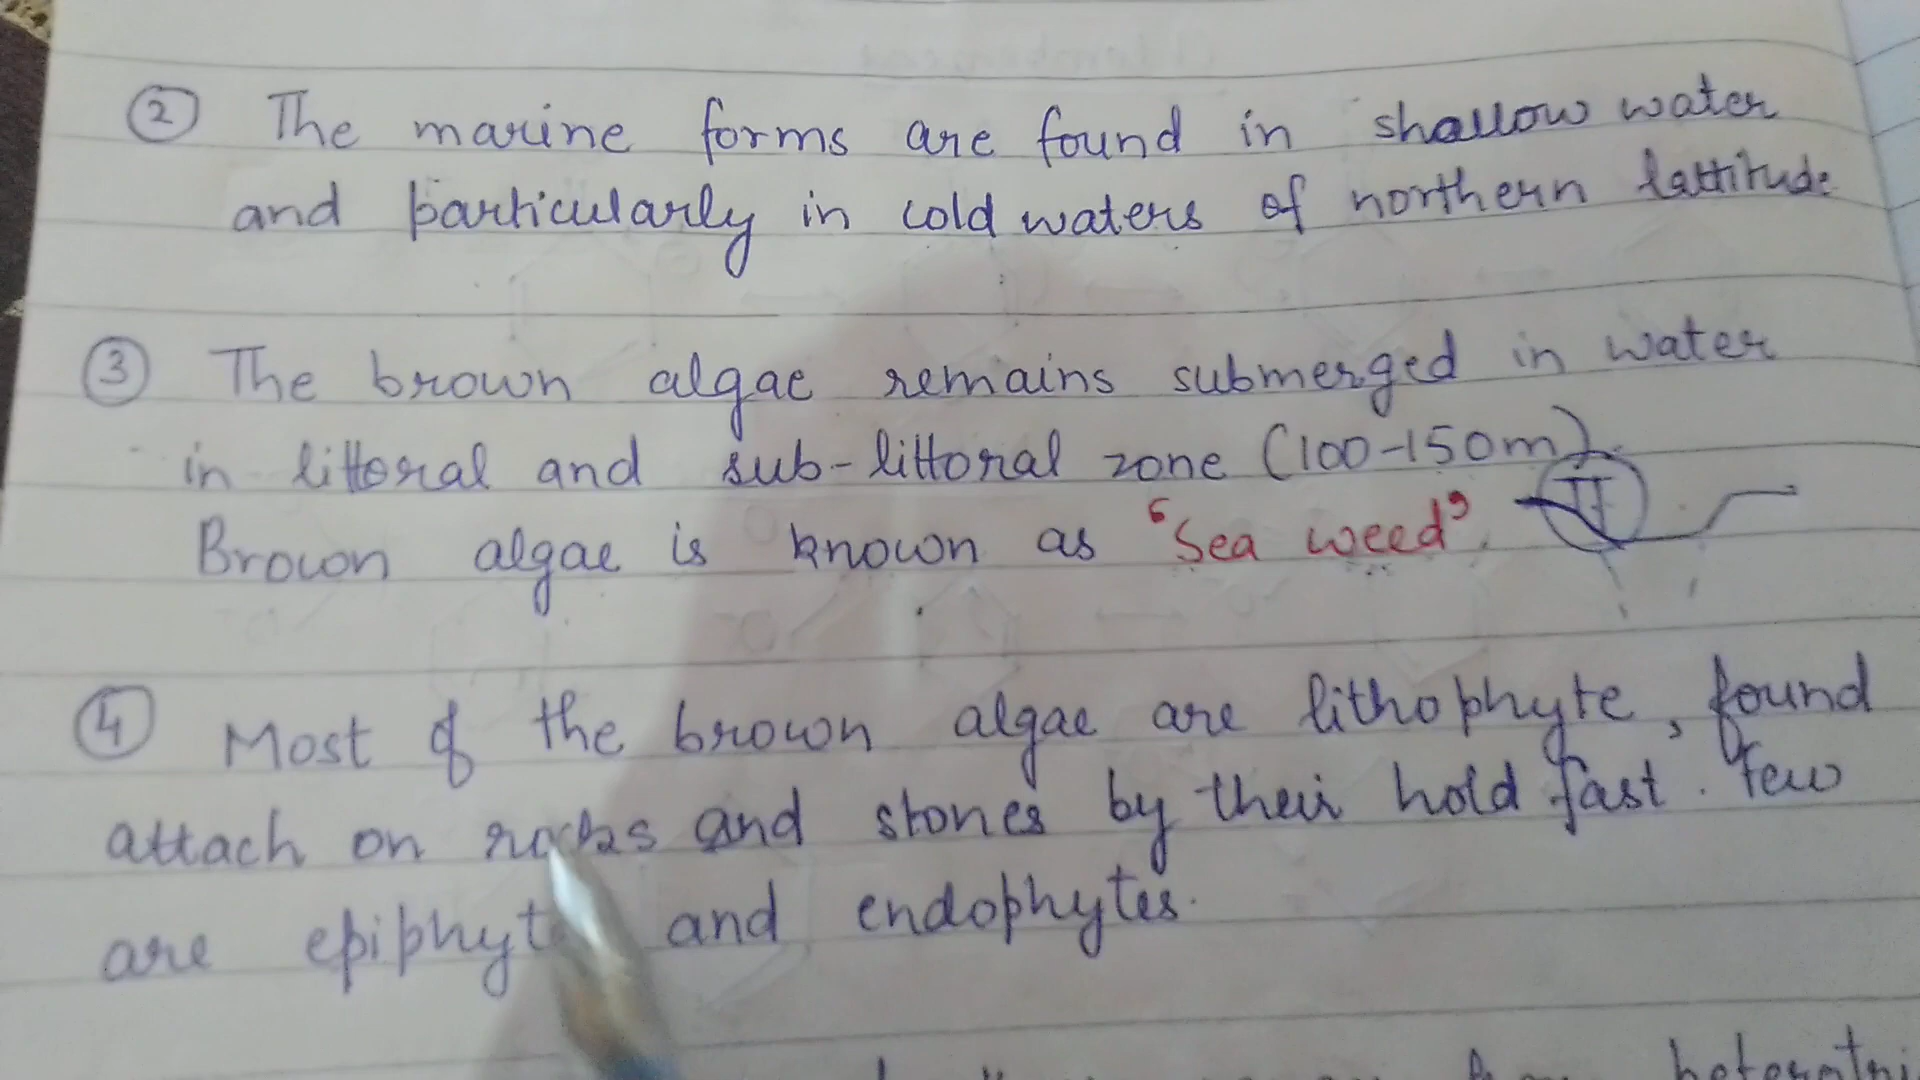 ② The marine forms are found in shallow water
and particularly in cold waters of northern lattitude
③ The brown algae remains submerged in water
in littoral and sub-littoral zone (100-150m).
Brown algae is known as 'Sea weed'.
④ Most of the brown algae are lithophyte, found
attach on rocks and stones by their hold fast. Few
are epiphyte and endophytes.